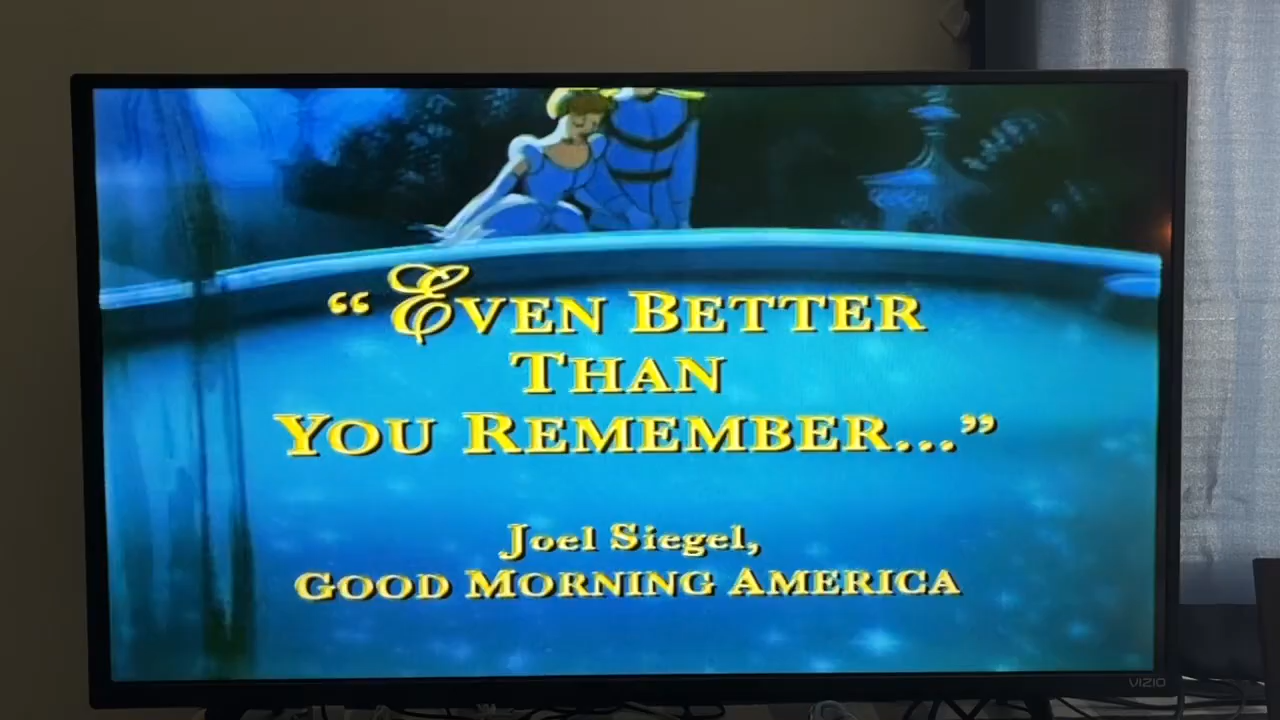 “Even Better
Than
You Remember...”
Joel Siegel,
Good Morning America
VIZIO